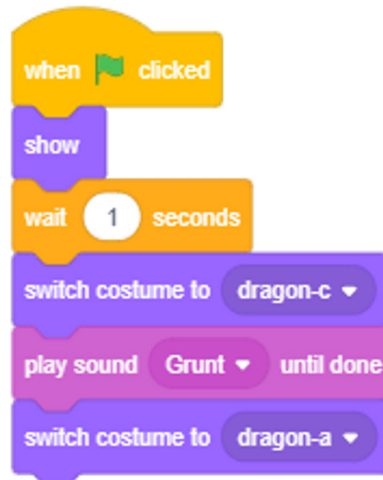 when clicked
show
wait 1 seconds
switch costume to dragon-c
play sound Grunt until done
switch costume to dragon-a